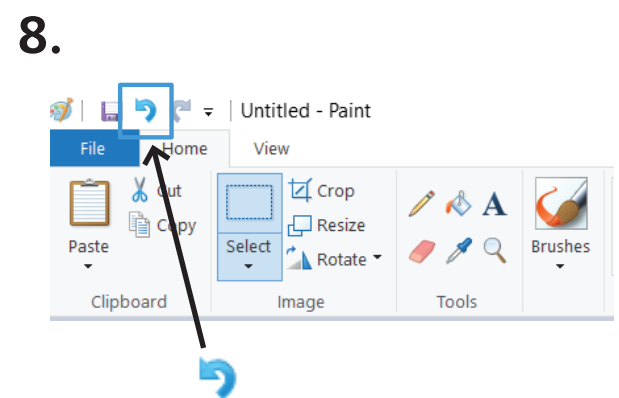 8.
Untitled - Paint
File Home View
Cut
Copy
Paste
Clipboard
Select
Crop
Resize
Rotate
Image
A
Tools
Brushes